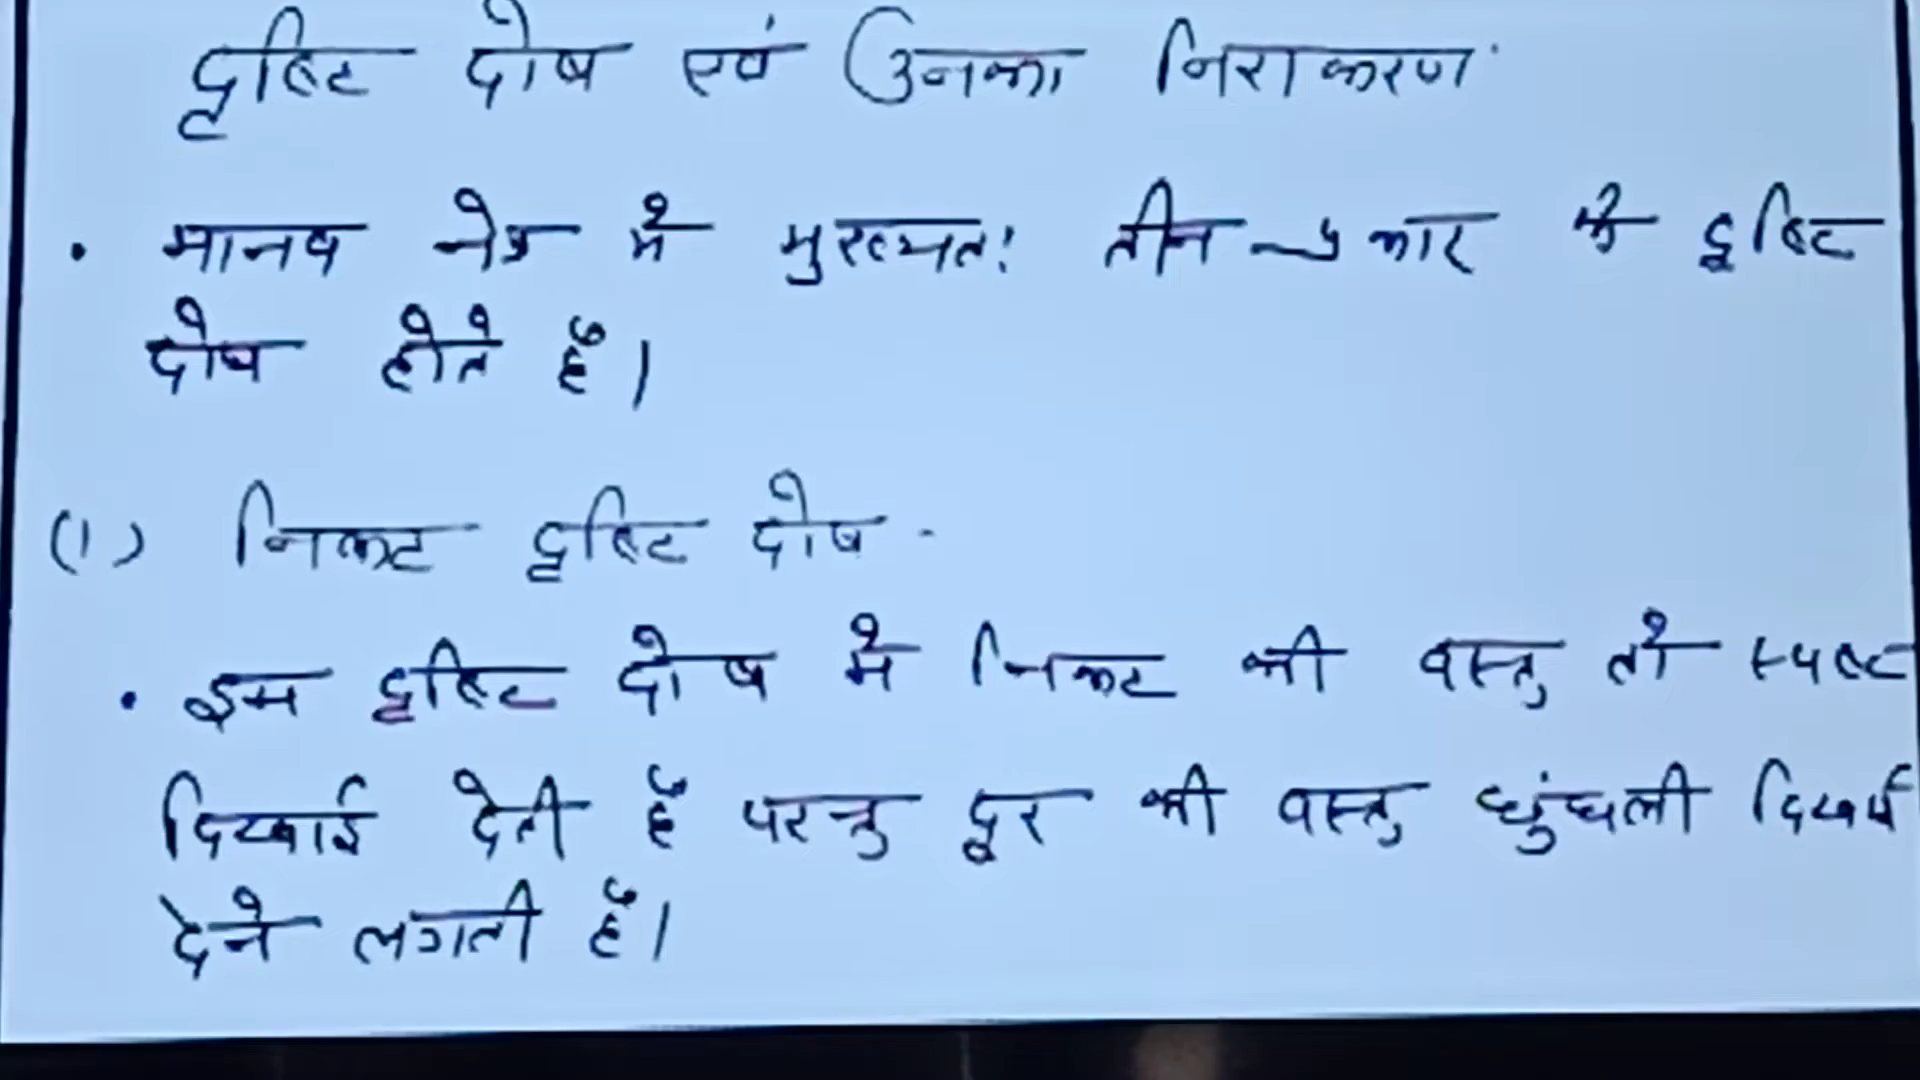 दृष्टि दोष एवं उनका निराकरण
• मानव नेत्र में मुख्यतः तीन प्रकार के दृष्टि
दोष होते हैं।
(1) निकट दृष्टि दोष -
• इस दृष्टि दोष में निकट की वस्तु तो स्पष्ट
दिखाई देती हैं परन्तु दूर की वस्तु धुंधली दिखाई
देने लगती हैं।